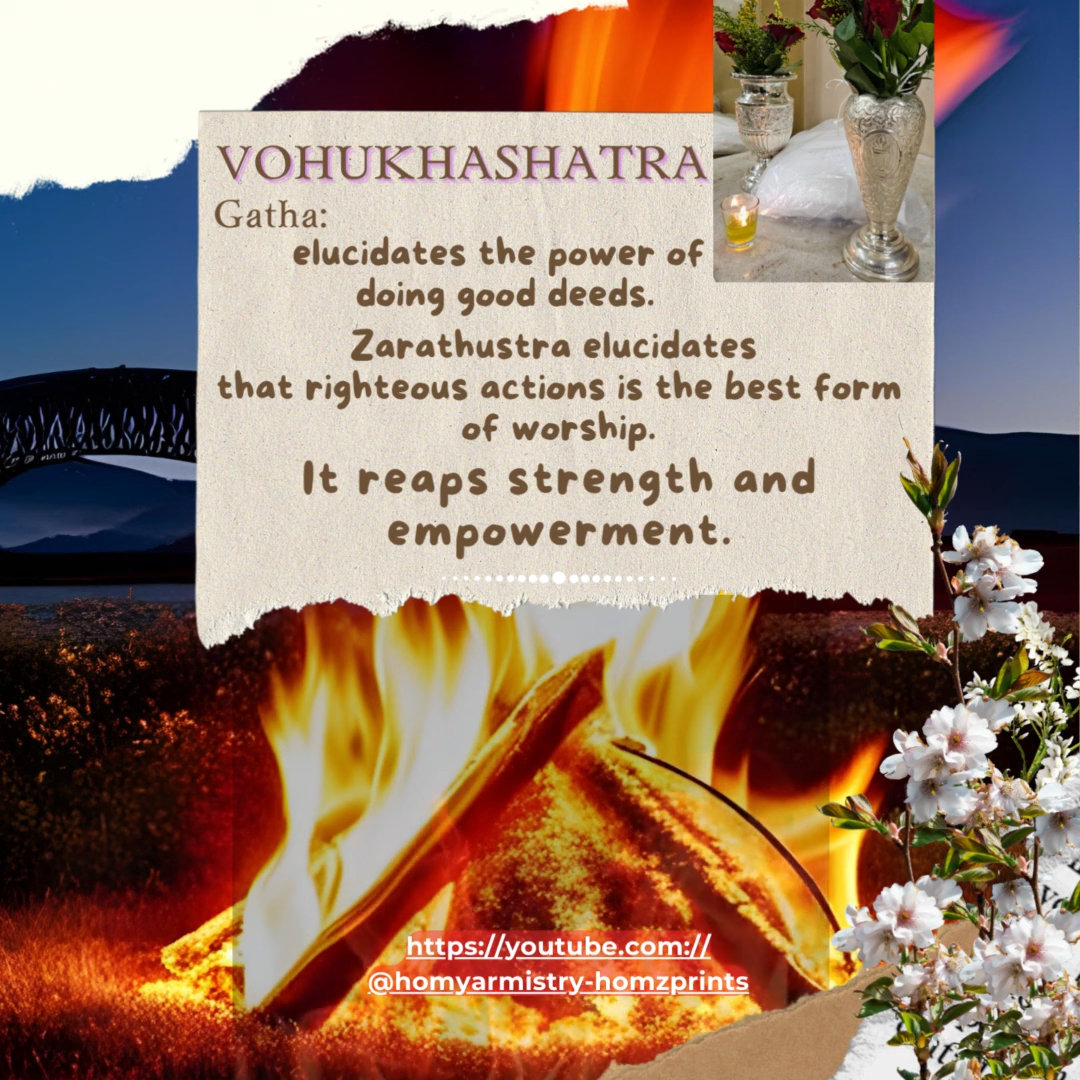 VOHUKHASHATRA
Gatha:
elucidates the power of
doing good deeds.
Zarathustra elucidates
that righteous actions is the best form
of worship.
It reaps strength and
empowerment.
https://youtube.com://
@homyarmistry-homzprints